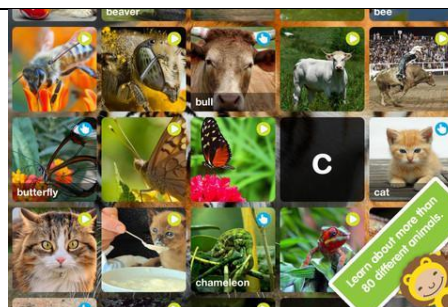 beaver
bee
bull
butterfly
C
cat
chameleon
Learn about more than
80 different animals.